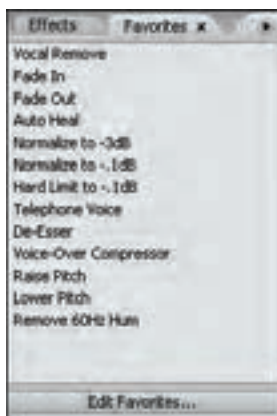 Effects Favorites x
Vocal Remove
Fade In
Fade Out
Auto Heal
Normalize to -3dB
Normalize to -.1dB
Hard Limit to -.1dB
Telephone Voice
De-Esser
Voice-Over Compressor
Raise Pitch
Lower Pitch
Remove 60Hz Hum
Edit Favorites...